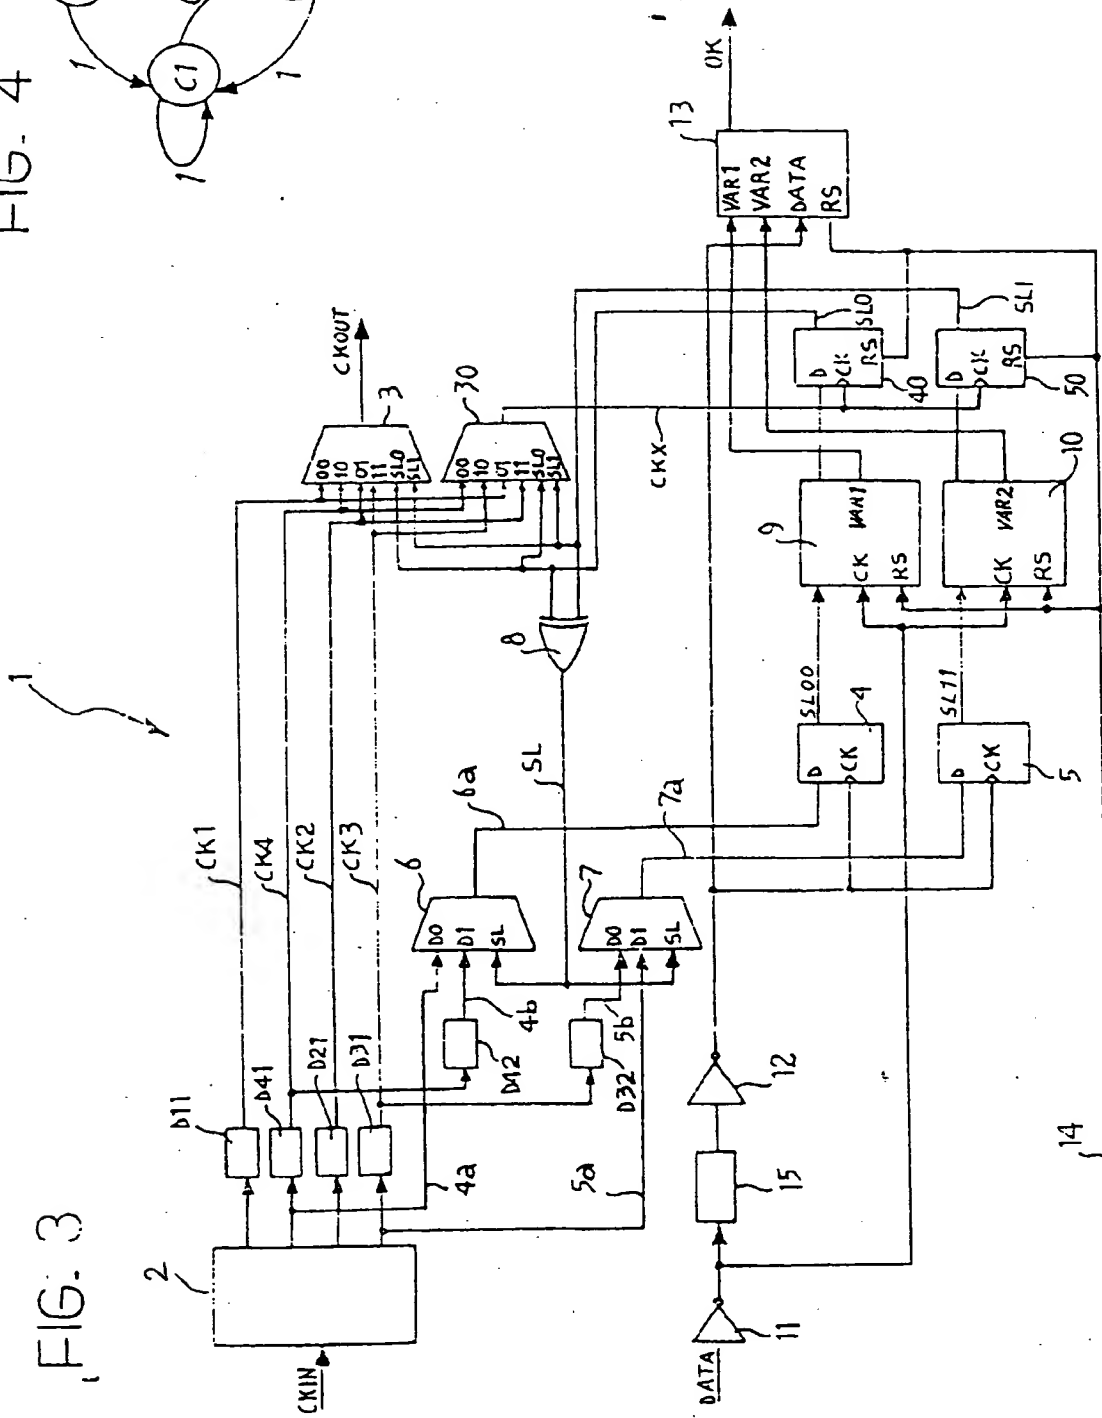 FIG. 3
FIG. 4
1
1
1
C1
1
CKIN
2
D11
D41
D21
D31
CK1
CK4
CK2
CK3
4a
5a
D42
4b
D32
5b
6
D0
D1
SL
6a
7
D0
D1
SL
7a
SL
8
3
00
10
01
11
SL0
SL1
CKOUT
30
00
10
01
11
SL0
SL1
CKX
DATA
11
15
12
D
CK
4
SL00
D
CK
5
SL11
9
CK
VAR1
RS
10
CK
VAR2
RS
D
CK
RS
40
SL0
D
CK
RS
50
SL1
13
VAR1
VAR2
DATA
RS
OK
14